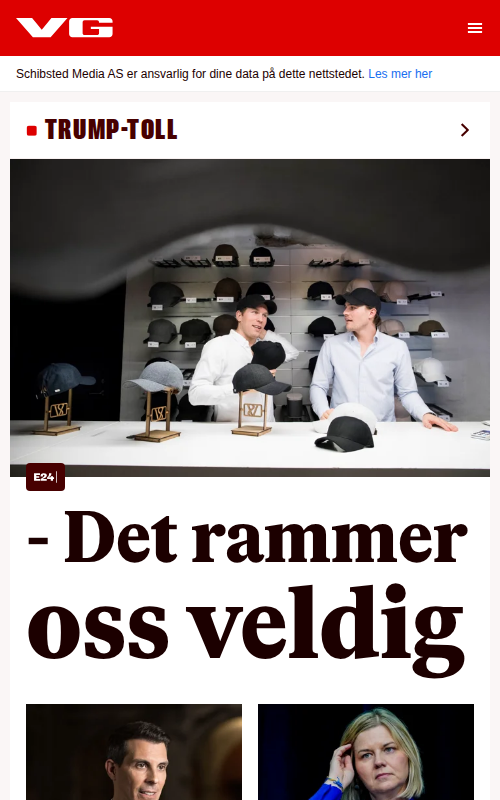 VG
Schibsted Media AS er ansvarlig for dine data på dette nettstedet. Les mer her
TRUMP-TOLL
E24
- Det rammer
oss veldig